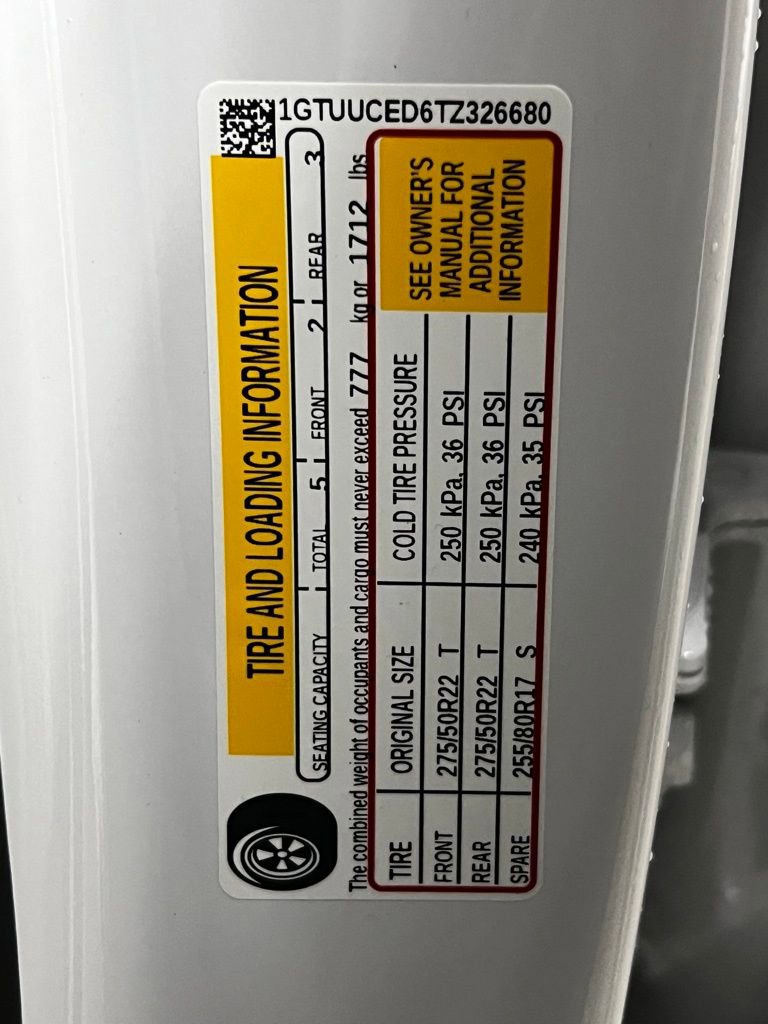 1GTUUCED6TZ326680
TIRE AND LOADING INFORMATION
SEATING CAPACITY TOTAL 5 FRONT 2 REAR 3
The combined weight of occupants and cargo must never exceed 777 kg or 1712 lbs
TIRE ORIGINAL SIZE COLD TIRE PRESSURE
FRONT 275/50R22 T 250 kPa, 36 PSI
REAR 275/50R22 T 250 kPa, 36 PSI
SPARE 255/80R17 S 240 kPa, 35 PSI
SEE OWNER'S
MANUAL FOR
ADDITIONAL
INFORMATION